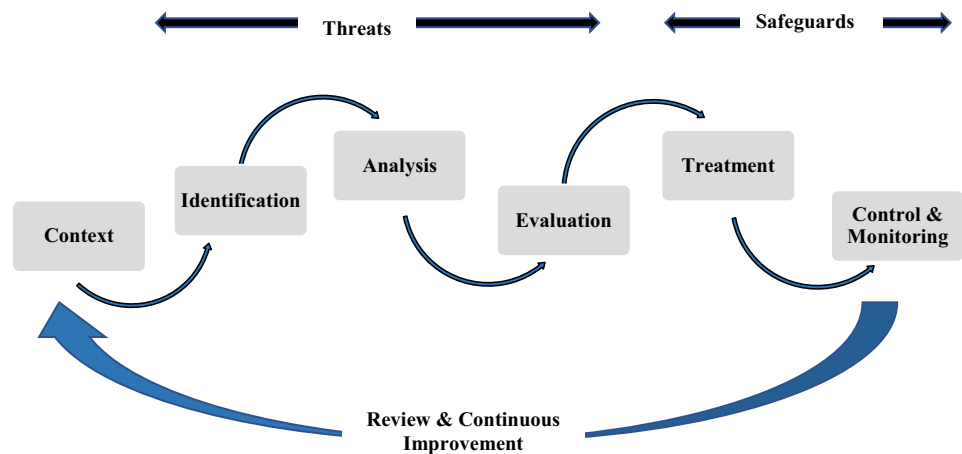 Threats
Safeguards
Context
Identification
Analysis
Evaluation
Treatment
Control &
Monitoring
Review & Continuous
Improvement